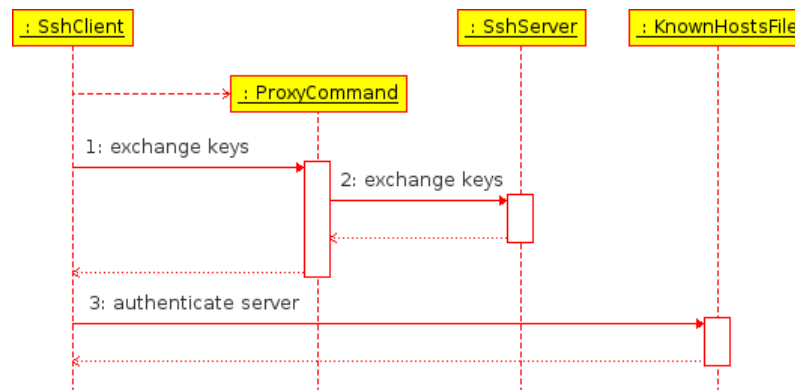 : SshClient
: SshServer
: KnownHostsFile
: ProxyCommand
1: exchange keys
2: exchange keys
3: authenticate server